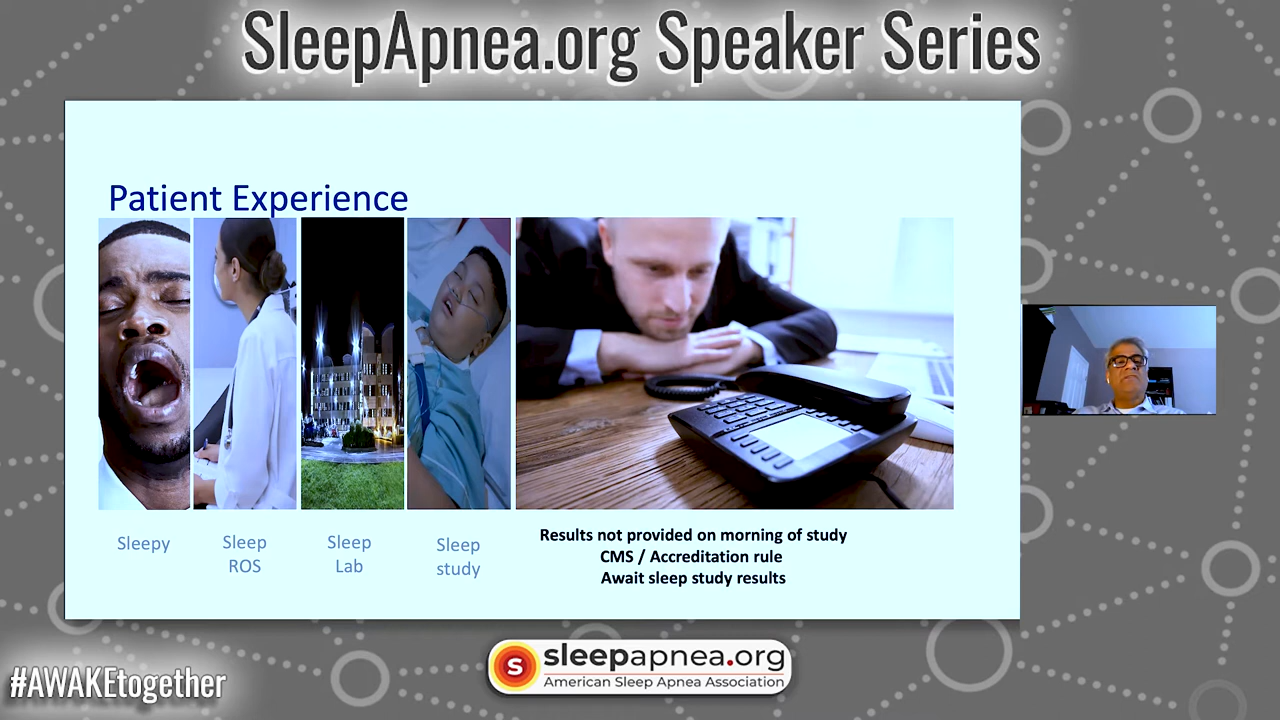 SleepApnea.org Speaker Series
Patient Experience
Sleepy
Sleep
ROS
Sleep
Lab
Sleep
study
Results not provided on morning of study
CMS / Accreditation rule
Await sleep study results
#AWAKEtogether
s sleepapnea.org
American Sleep Apnea Association